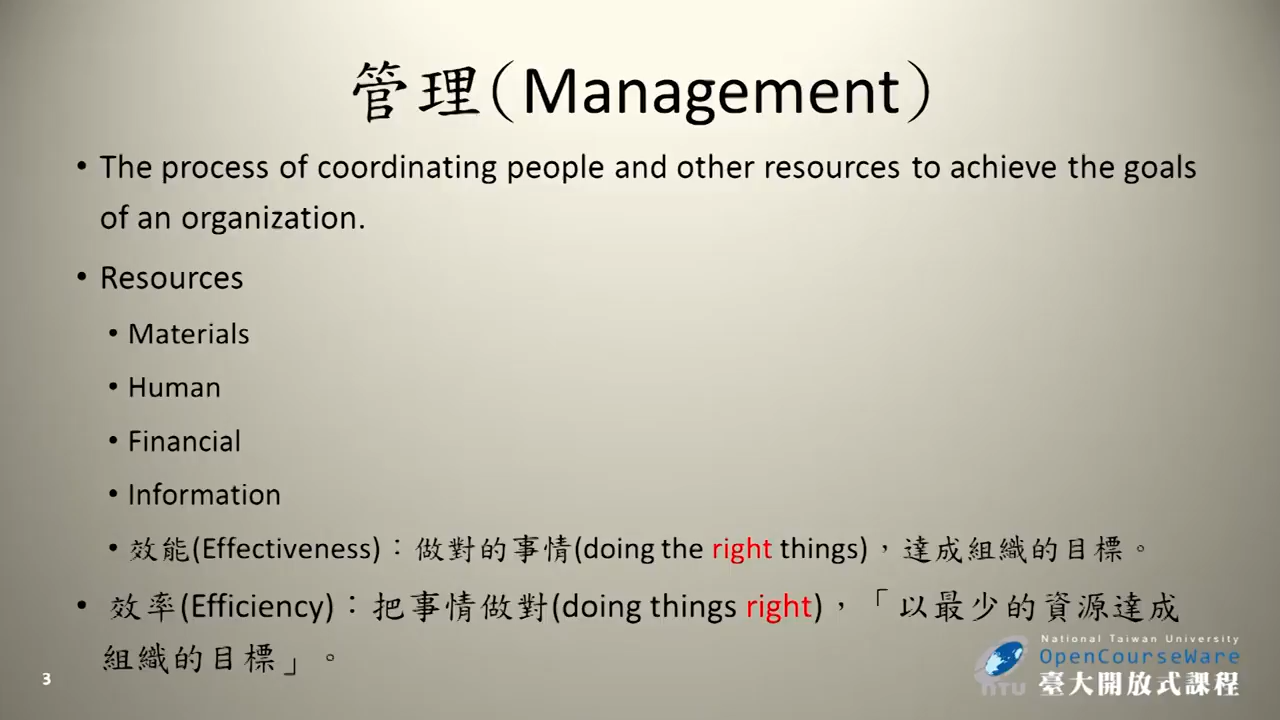 管理(Management)
• The process of coordinating people and other resources to achieve the goals
of an organization.
• Resources
• Materials
• Human
• Financial
• Information
• 效能(Effectiveness)：做對的事情(doing the right things)，達成組織的目標。
• 效率(Efficiency)：把事情做對(doing things right)，「以最少的資源達成
組織的目標」。
3
National Taiwan University
OpenCourseWare
NTU
臺大開放式課程